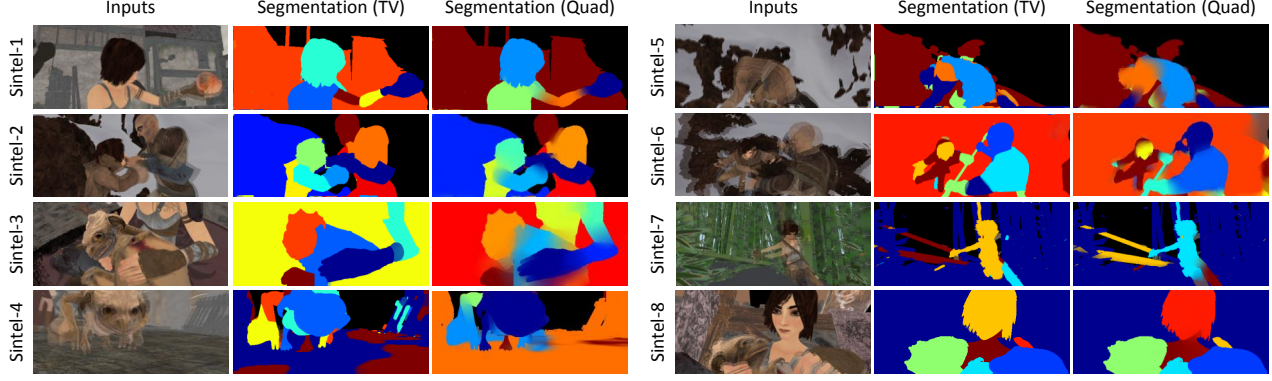 Inputs Segmentation (TV) Segmentation (Quad) Inputs Segmentation (TV) Segmentation (Quad)
Sintel-1
Sintel-2
Sintel-3
Sintel-4
Sintel-5
Sintel-6
Sintel-7
Sintel-8